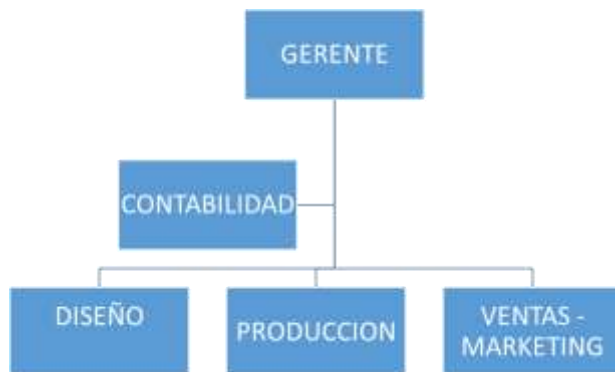 GERENTE
CONTABILIDAD
DISEÑO
PRODUCCION
VENTAS -
MARKETING